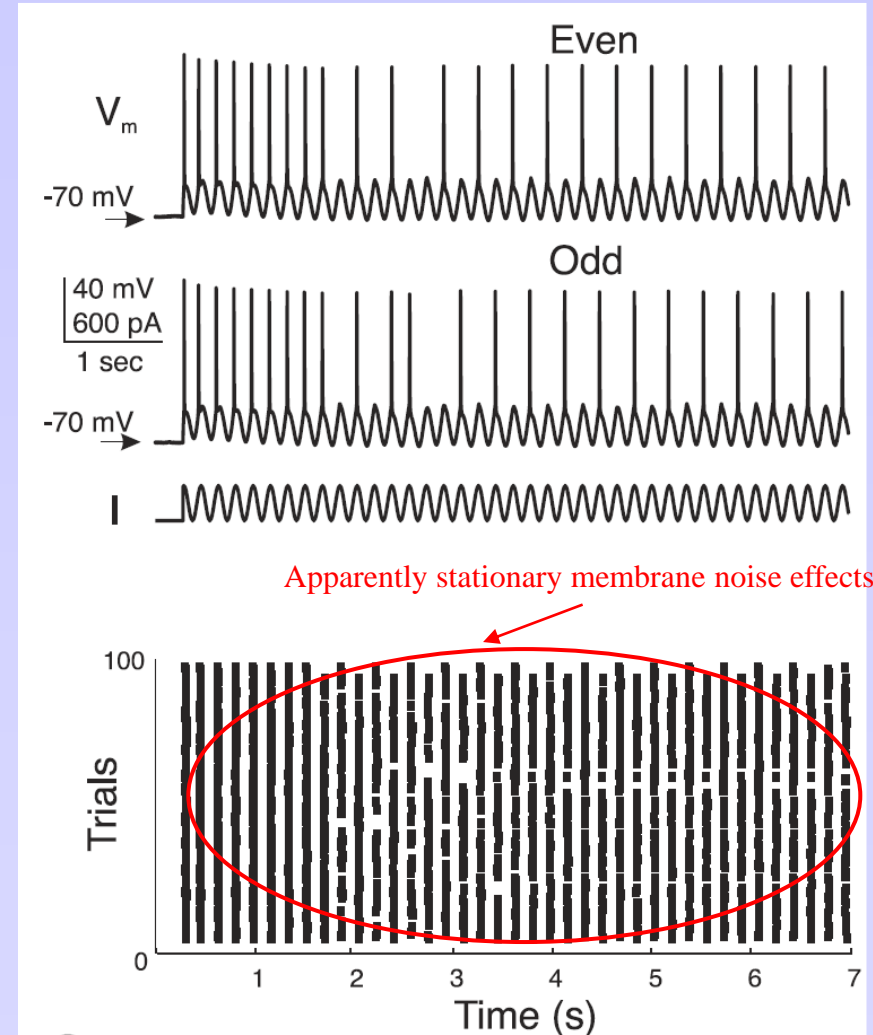 Even
Vm
-70 mV
Odd
40 mV
600 pA
1 sec
-70 mV
I
Apparently stationary membrane noise effects
100
Trials
0
1 2 3 4 5 6 7
Time (s)